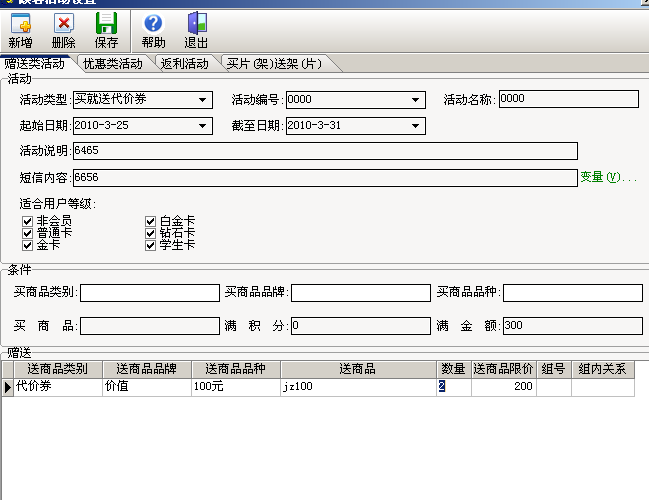 顾客活动设置
新增 删除 保存 帮助 退出
赠送类活动 优惠类活动 返利活动 买片(架)送架(片)
活动
活动类型: 买就送代价券 活动编号: 0000 活动名称: 0000
起始日期: 2010-3-25 截至日期: 2010-3-31
活动说明: 6465
短信内容: 6656 变量(V)...
适合用户等级:
非会员 白金卡
普通卡 钻石卡
金卡 学生卡
条件
买商品类别: 买商品品牌: 买商品品种:
买 商 品: 满 积 分: 0 满 金 额: 300
赠送
送商品类别 送商品品牌 送商品品种 送商品 数量 送商品限价 组号 组内关系
代价券 价值 100元 jz100 2 200